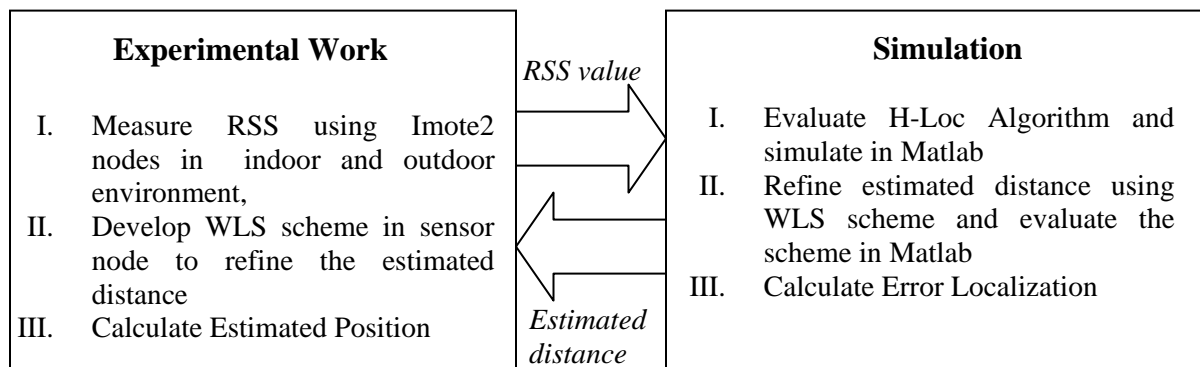 Experimental Work
I. Measure RSS using Imote2
nodes in indoor and outdoor
environment,
II. Develop WLS scheme in sensor
node to refine the estimated
distance
III. Calculate Estimated Position
RSS value
Estimated
distance
Simulation
I. Evaluate H-Loc Algorithm and
simulate in Matlab
II. Refine estimated distance using
WLS scheme and evaluate the
scheme in Matlab
III. Calculate Error Localization